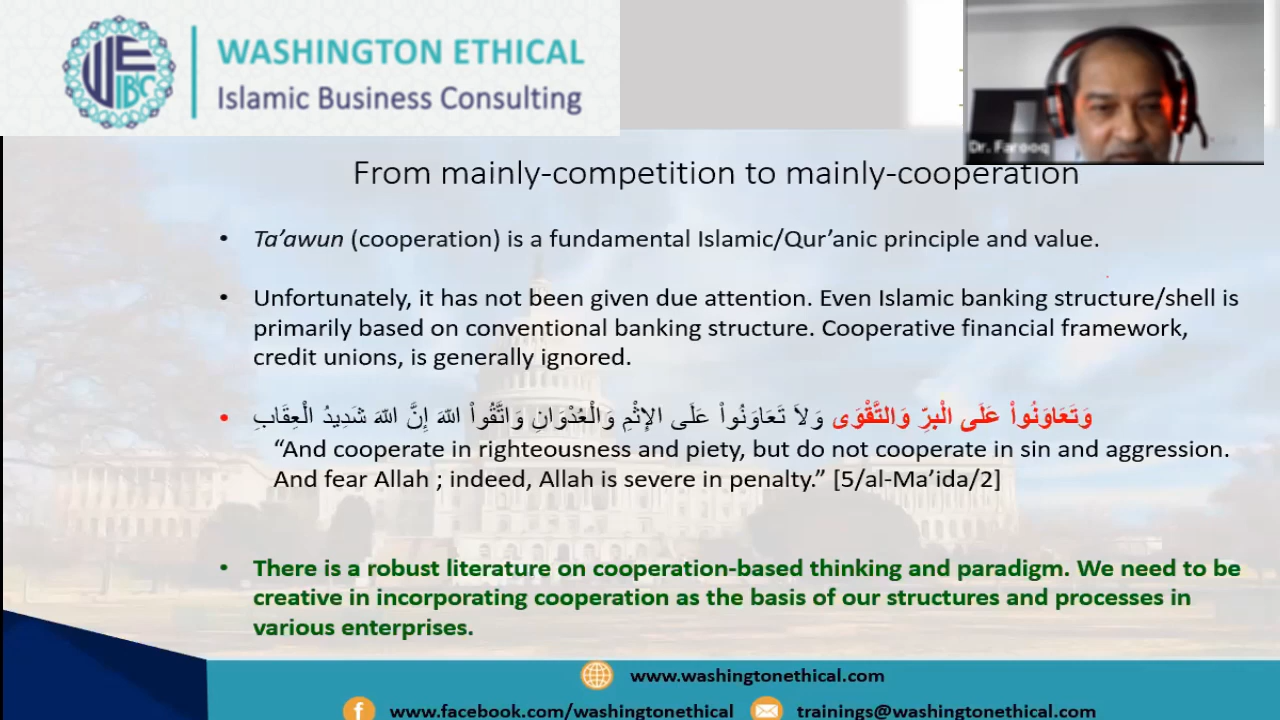 WASHINGTON ETHICAL
Islamic Business Consulting
Dr. Farooq
From mainly-competition to mainly-cooperation
• Ta’awun (cooperation) is a fundamental Islamic/Qur’anic principle and value.
• Unfortunately, it has not been given due attention. Even Islamic banking structure/shell is
primarily based on conventional banking structure. Cooperative financial framework,
credit unions, is generally ignored.
• وَتَعَاوَنُواْ عَلَى الْبِرِّ وَالتَّقْوَى وَلاَ تَعَاوَنُواْ عَلَى الإِثْمِ وَالْعُدْوَانِ وَاتَّقُواْ اللّهَ إِنَّ اللّهَ شَدِيدُ الْعِقَابِ
“And cooperate in righteousness and piety, but do not cooperate in sin and aggression.
And fear Allah ; indeed, Allah is severe in penalty.” [5/al-Ma’ida/2]
• There is a robust literature on cooperation-based thinking and paradigm. We need to be
creative in incorporating cooperation as the basis of our structures and processes in
various enterprises.
www.washingtonethical.com
www.facebook.com/washingtonethical
trainings@washingtonethical.com